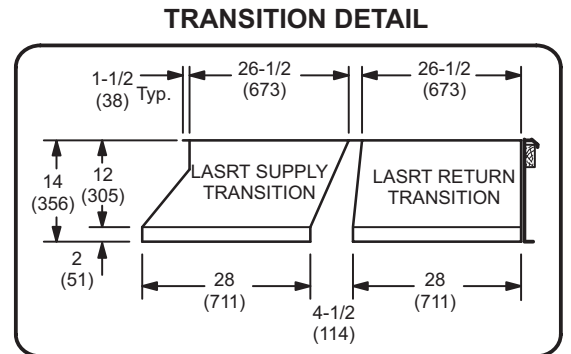 TRANSITION DETAIL
1-1/2
(38) Typ.
26-1/2
(673)
26-1/2
(673)
14
(356)
12
(305)
LASRT SUPPLY
TRANSITION
LASRT RETURN
TRANSITION
2
(51)
28
(711)
4-1/2
(114)
28
(711)